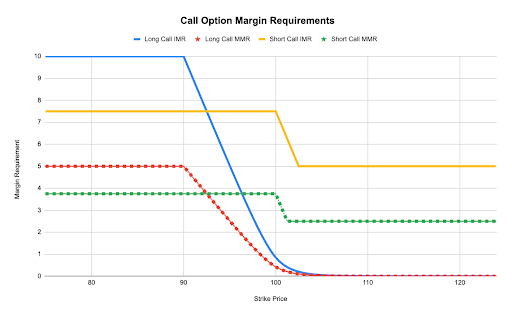 Call Option Margin Requirements
Long Call IMR Long Call MMR Short Call IMR Short Call MMR
10
9
8
7
6
5
4
3
2
1
0
Margin Requirement
80 90 100 110 120
Strike Price